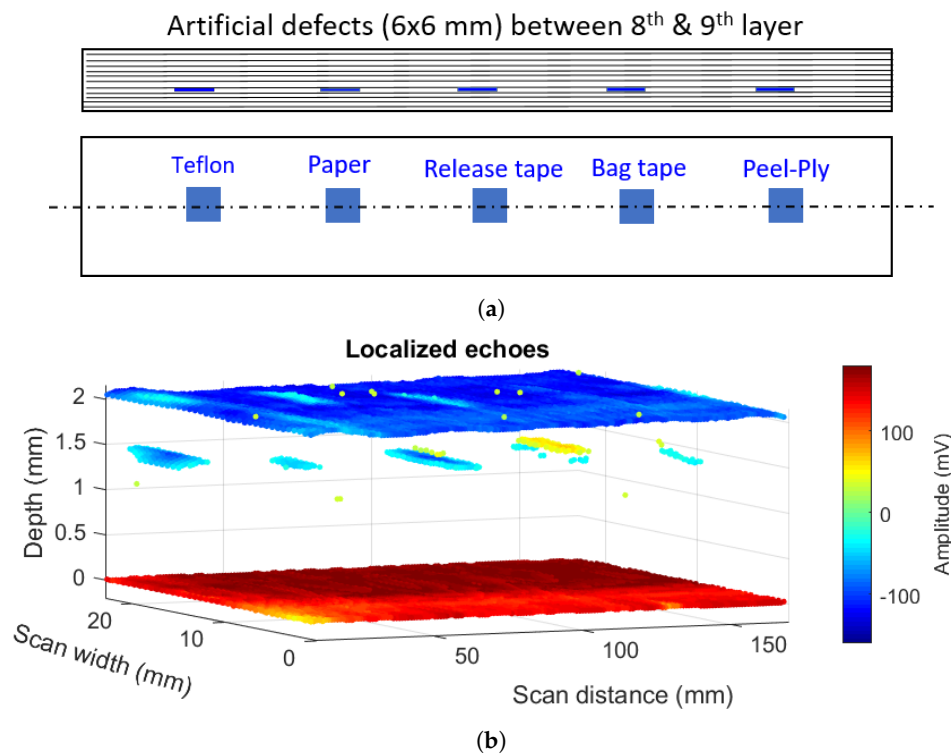 Artificial defects (6x6 mm) between 8th & 9th layer
Teflon
Paper
Release tape
Bag tape
Peel-Ply
(a)
Localized echoes
2
1.5
1
0.5
0
Depth (mm)
20
10
0
Scan width (mm)
50
100
150
Scan distance (mm)
100
0
-100
Amplitude (mV)
(b)